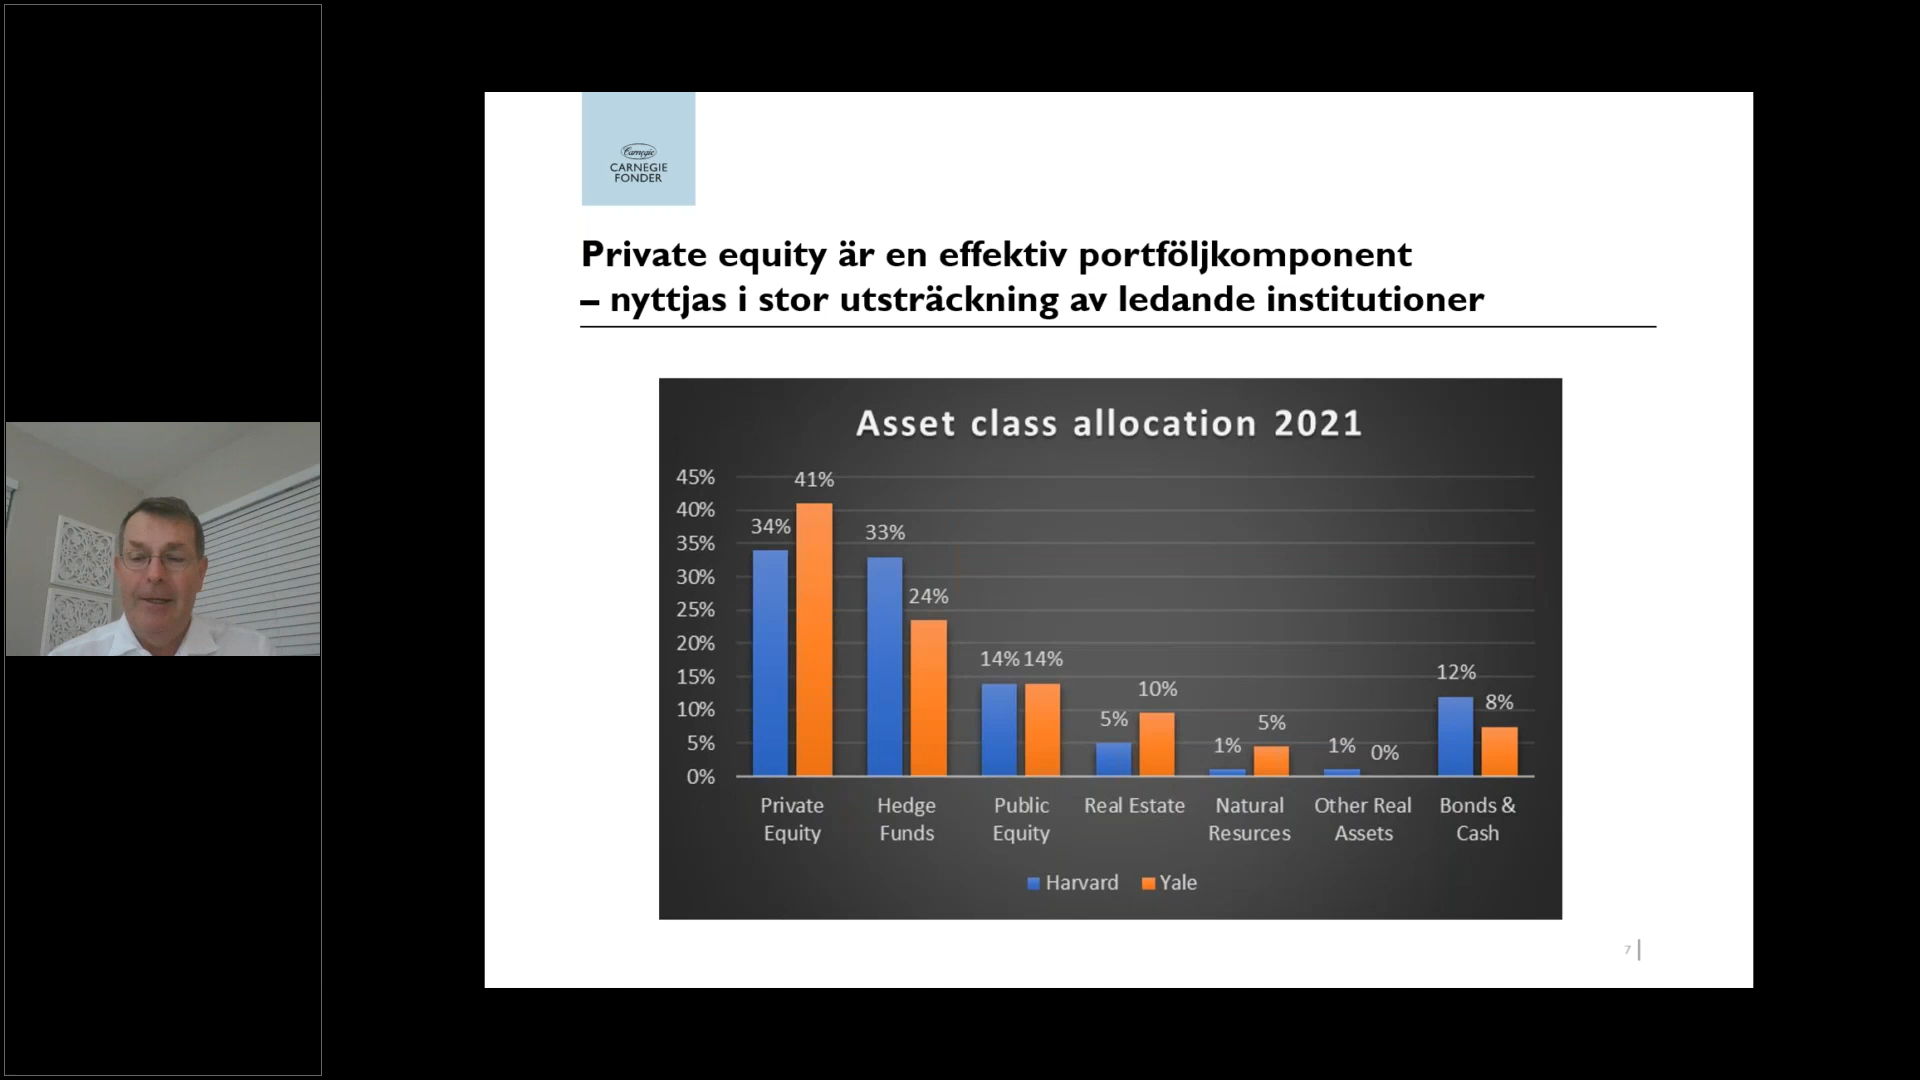 Carnegie
CARNEGIE
FONDER
Private equity är en effektiv portföljkomponent
– nyttjas i stor utsträckning av ledande institutioner
Asset class allocation 2021
45%
40%
35%
30%
25%
20%
15%
10%
5%
0%
34%
41%
33%
24%
14%
14%
5%
10%
1%
5%
1%
0%
12%
8%
Private
Equity
Hedge
Funds
Public
Equity
Real Estate
Natural
Resurces
Other Real
Assets
Bonds &
Cash
Harvard
Yale
7